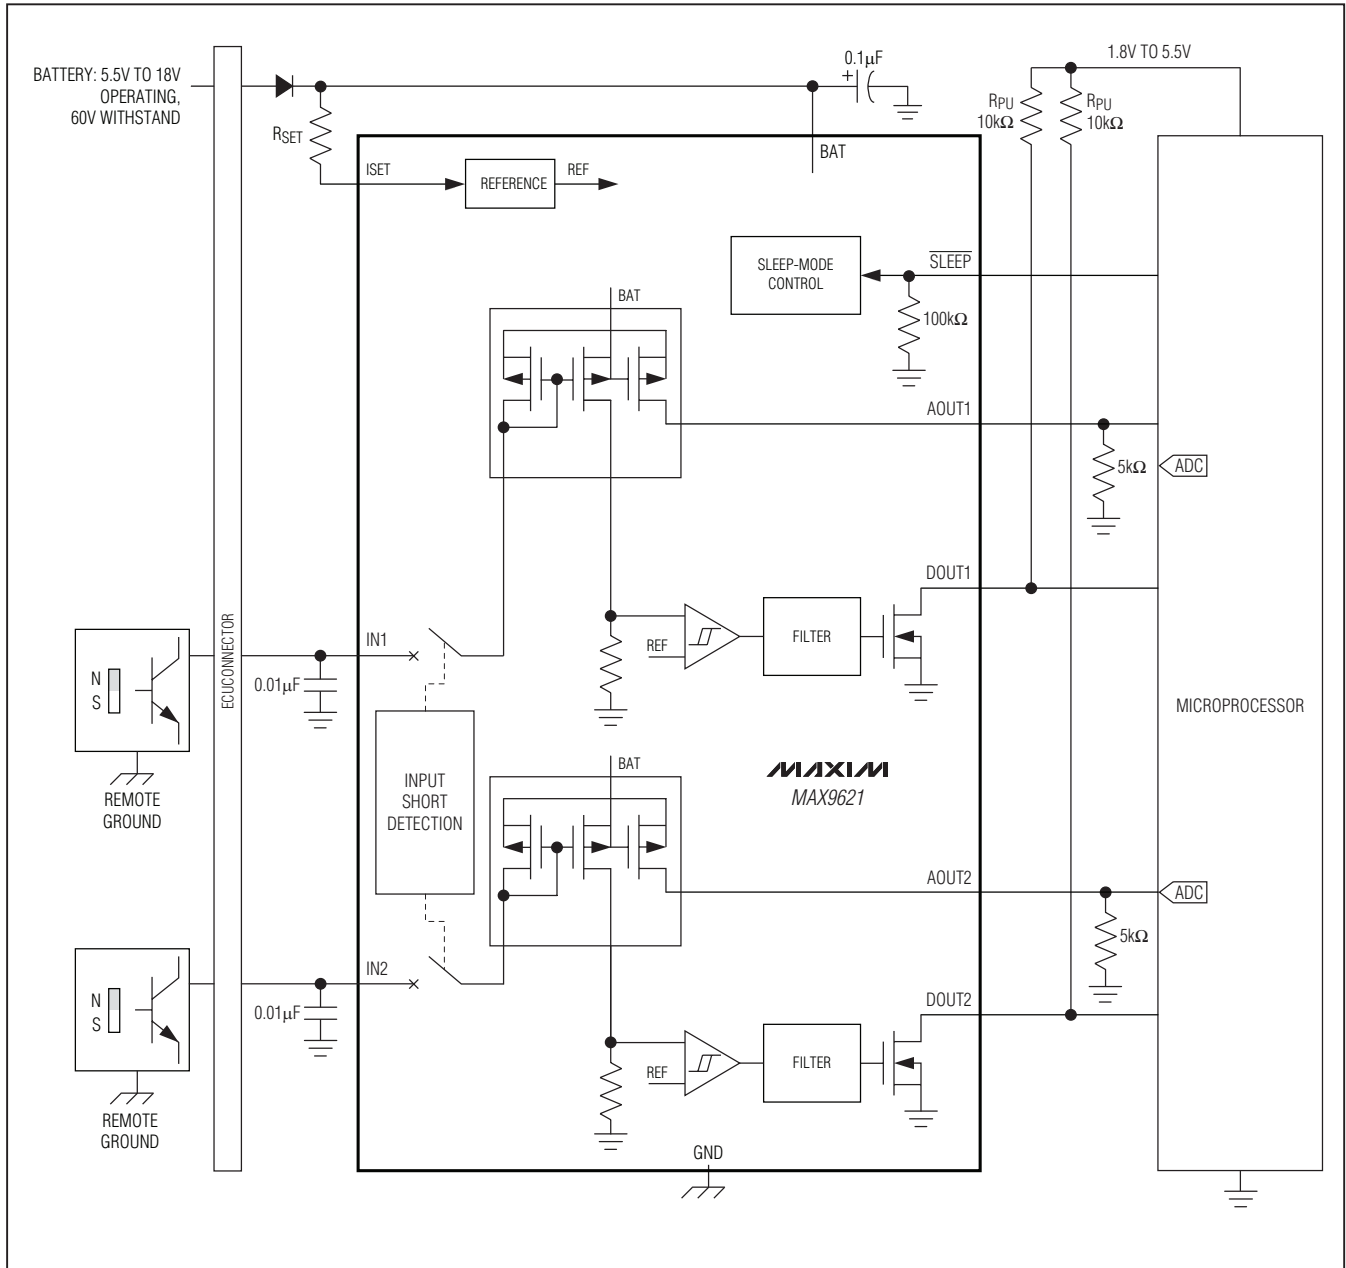 BATTERY: 5.5V TO 18V
OPERATING,
60V WITHSTAND
RSET
0.1µF
+
BAT
1.8V TO 5.5V
RPU
10kΩ
RPU
10kΩ
ISET
REFERENCE
REF
SLEEP-MODE
CONTROL
SLEEP
100kΩ
BAT
AOUT1
5kΩ
ADC
DOUT1
ECUCONNECTOR
IN1
0.01µF
REF
FILTER
N
S
REMOTE
GROUND
INPUT
SHORT
DETECTION
BAT
MAXIM
MAX9621
MICROPROCESSOR
AOUT2
ADC
5kΩ
IN2
0.01µF
DOUT2
REF
FILTER
N
S
REMOTE
GROUND
GND